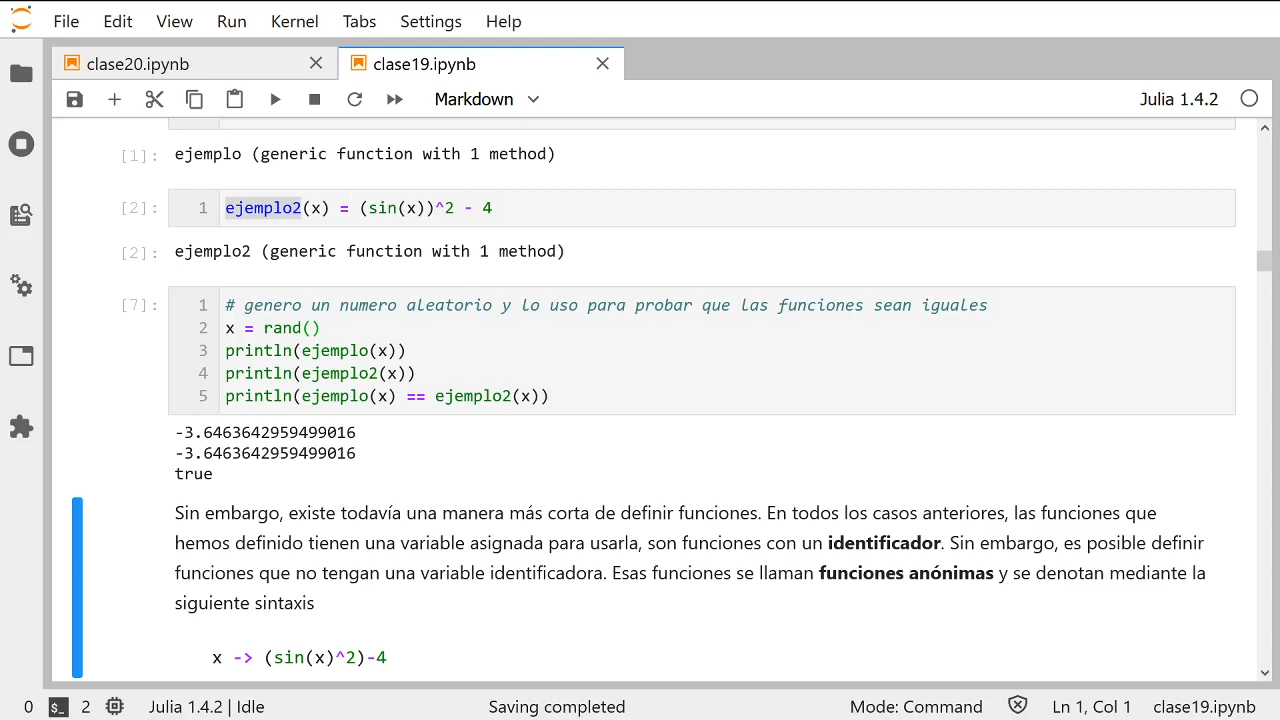 File Edit View Run Kernel Tabs Settings Help
clase20.ipynb clase19.ipynb
Markdown Julia 1.4.2
[1]: ejemplo (generic function with 1 method)
[2]: 1 ejemplo2(x) = (sin(x))^2 - 4
[2]: ejemplo2 (generic function with 1 method)
[7]: 1 # genero un numero aleatorio y lo uso para probar que las funciones sean iguales
2 x = rand()
3 println(ejemplo(x))
4 println(ejemplo2(x))
5 println(ejemplo(x) == ejemplo2(x))
-3.6463642959499016
-3.6463642959499016
true
Sin embargo, existe todavía una manera más corta de definir funciones. En todos los casos anteriores, las funciones que
hemos definido tienen una variable asignada para usarla, son funciones con un identificador. Sin embargo, es posible definir
funciones que no tengan una variable identificadora. Esas funciones se llaman funciones anónimas y se denotan mediante la
siguiente sintaxis
x -> (sin(x)^2)-4
0 $_ 2 Julia 1.4.2 | Idle Saving completed Mode: Command Ln 1, Col 1 clase19.ipynb